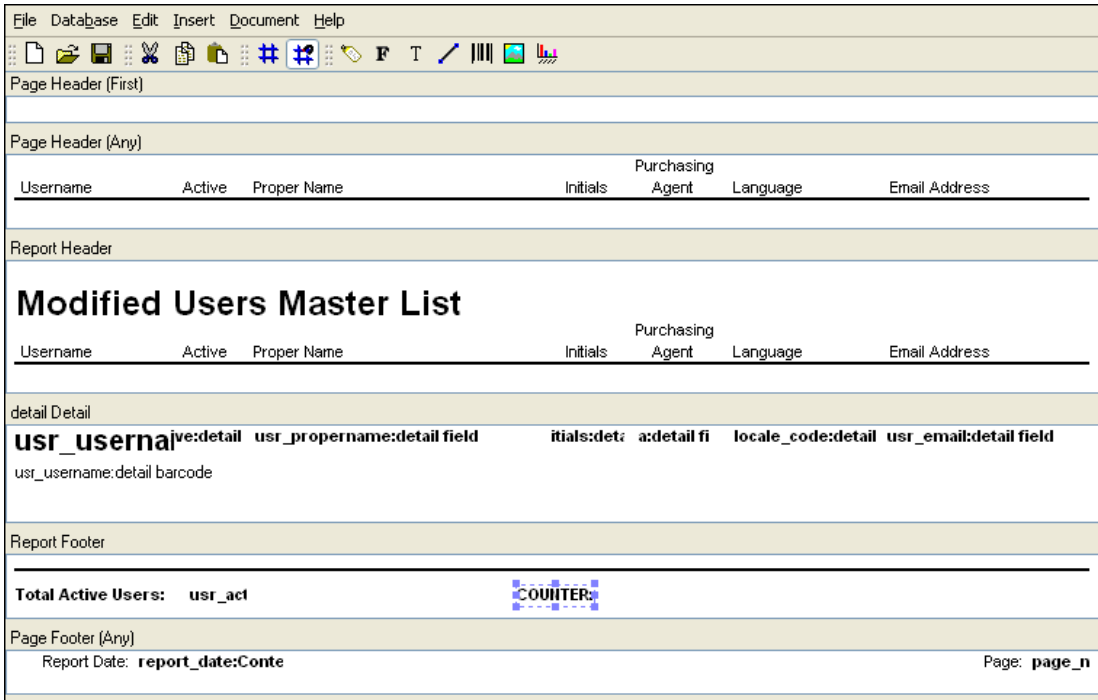 File Database Edit Insert Document Help
F T
Page Header (First)
Page Header (Any)
Purchasing
Username Active Proper Name Initials Agent Language Email Address
Report Header
Modified Users Master List
Purchasing
Username Active Proper Name Initials Agent Language Email Address
detail Detail
usr_usernai ive:detail usr_propername:detail field itials:deta a:detail fi locale_code:detail usr_email:detail field
usr_username:detail barcode
Report Footer
Total Active Users: usr_act COUNTER:
Page Footer (Any)
Report Date: report_date:Conte Page: page_n